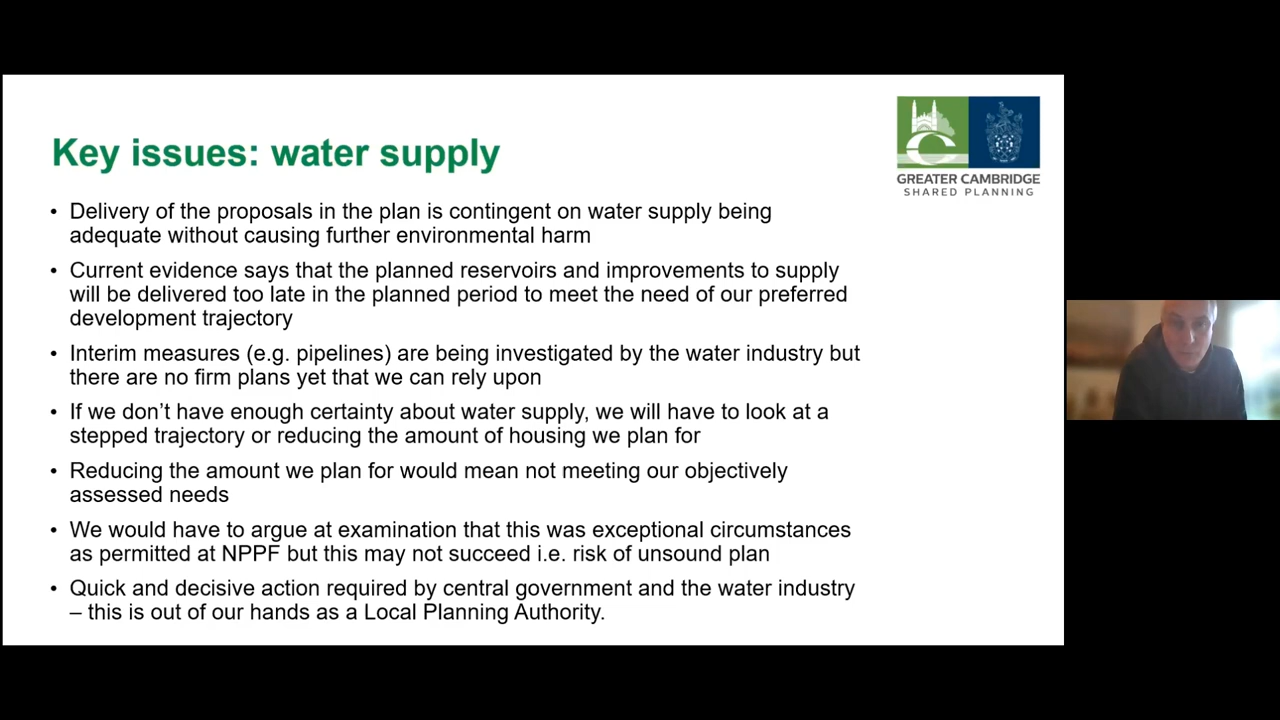 Key issues: water supply
GREATER CAMBRIDGE
SHARED PLANNING
• Delivery of the proposals in the plan is contingent on water supply being
adequate without causing further environmental harm
• Current evidence says that the planned reservoirs and improvements to supply
will be delivered too late in the planned period to meet the need of our preferred
development trajectory
• Interim measures (e.g. pipelines) are being investigated by the water industry but
there are no firm plans yet that we can rely upon
• If we don’t have enough certainty about water supply, we will have to look at a
stepped trajectory or reducing the amount of housing we plan for
• Reducing the amount we plan for would mean not meeting our objectively
assessed needs
• We would have to argue at examination that this was exceptional circumstances
as permitted at NPPF but this may not succeed i.e. risk of unsound plan
• Quick and decisive action required by central government and the water industry
– this is out of our hands as a Local Planning Authority.